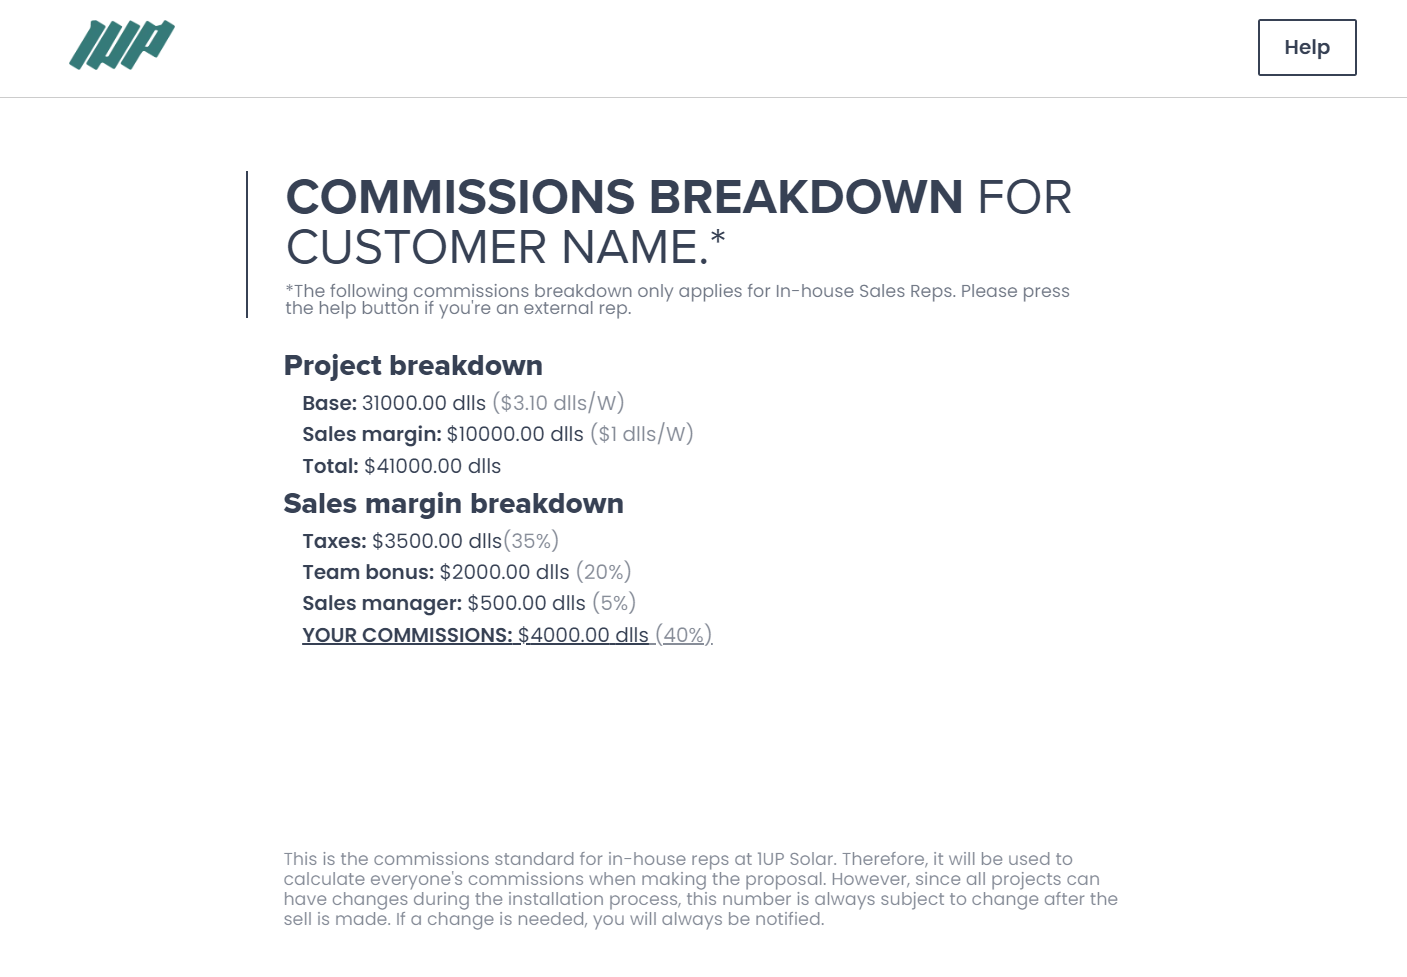 1UP
Help
COMMISSIONS BREAKDOWN FOR
CUSTOMER NAME.*
*The following commissions breakdown only applies for In-house Sales Reps. Please press
the help button if you're an external rep.
Project breakdown
Base: 31000.00 dlls ($3.10 dlls/W)
Sales margin: $10000.00 dlls ($1 dlls/W)
Total: $41000.00 dlls
Sales margin breakdown
Taxes: $3500.00 dlls(35%)
Team bonus: $2000.00 dlls (20%)
Sales manager: $500.00 dlls (5%)
YOUR COMMISSIONS: $4000.00 dlls (40%)
This is the commissions standard for in-house reps at 1UP Solar. Therefore, it will be used to
calculate everyone's commissions when making the proposal. However, since all projects can
have changes during the installation process, this number is always subject to change after the
sell is made. If a change is needed, you will always be notified.